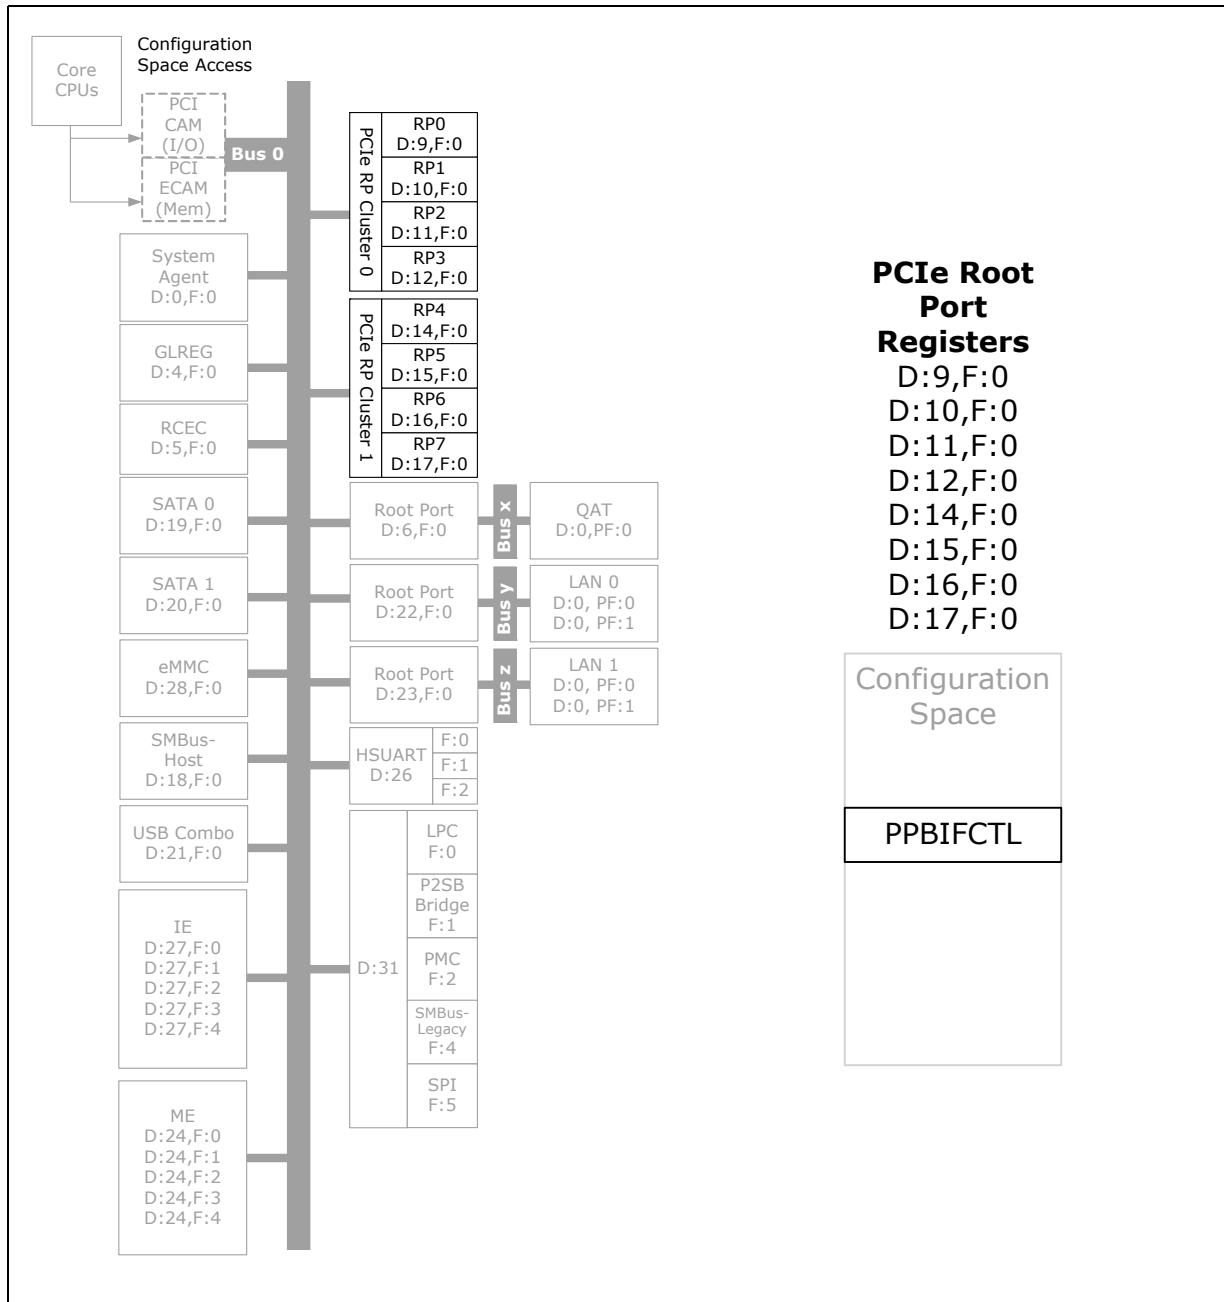 Configuration
Space Access
Core
CPUs
PCI
CAM
(I/O)
PCI
ECAM
(Mem)
Bus 0
System
Agent
D:0,F:0
GLREG
D:4,F:0
RCEC
D:5,F:0
SATA 0
D:19,F:0
SATA 1
D:20,F:0
eMMC
D:28,F:0
SMBus-
Host
D:18,F:0
USB Combo
D:21,F:0
IE
D:27,F:0
D:27,F:1
D:27,F:2
D:27,F:3
D:27,F:4
ME
D:24,F:0
D:24,F:1
D:24,F:2
D:24,F:3
D:24,F:4
PCIe RP Cluster 0
RP0
D:9,F:0
RP1
D:10,F:0
RP2
D:11,F:0
RP3
D:12,F:0
PCIe RP Cluster 1
RP4
D:14,F:0
RP5
D:15,F:0
RP6
D:16,F:0
RP7
D:17,F:0
Root Port
D:6,F:0
Bus x
QAT
D:0,PF:0
Root Port
D:22,F:0
Bus y
LAN 0
D:0, PF:0
D:0, PF:1
Root Port
D:23,F:0
Bus z
LAN 1
D:0, PF:0
D:0, PF:1
HSUART
D:26
F:0
F:1
F:2
D:31
LPC
F:0
P2SB
Bridge
F:1
PMC
F:2
SMBus-
Legacy
F:4
SPI
F:5
PCIe Root
Port
Registers
D:9,F:0
D:10,F:0
D:11,F:0
D:12,F:0
D:14,F:0
D:15,F:0
D:16,F:0
D:17,F:0
Configuration
Space
PPBIFCTL